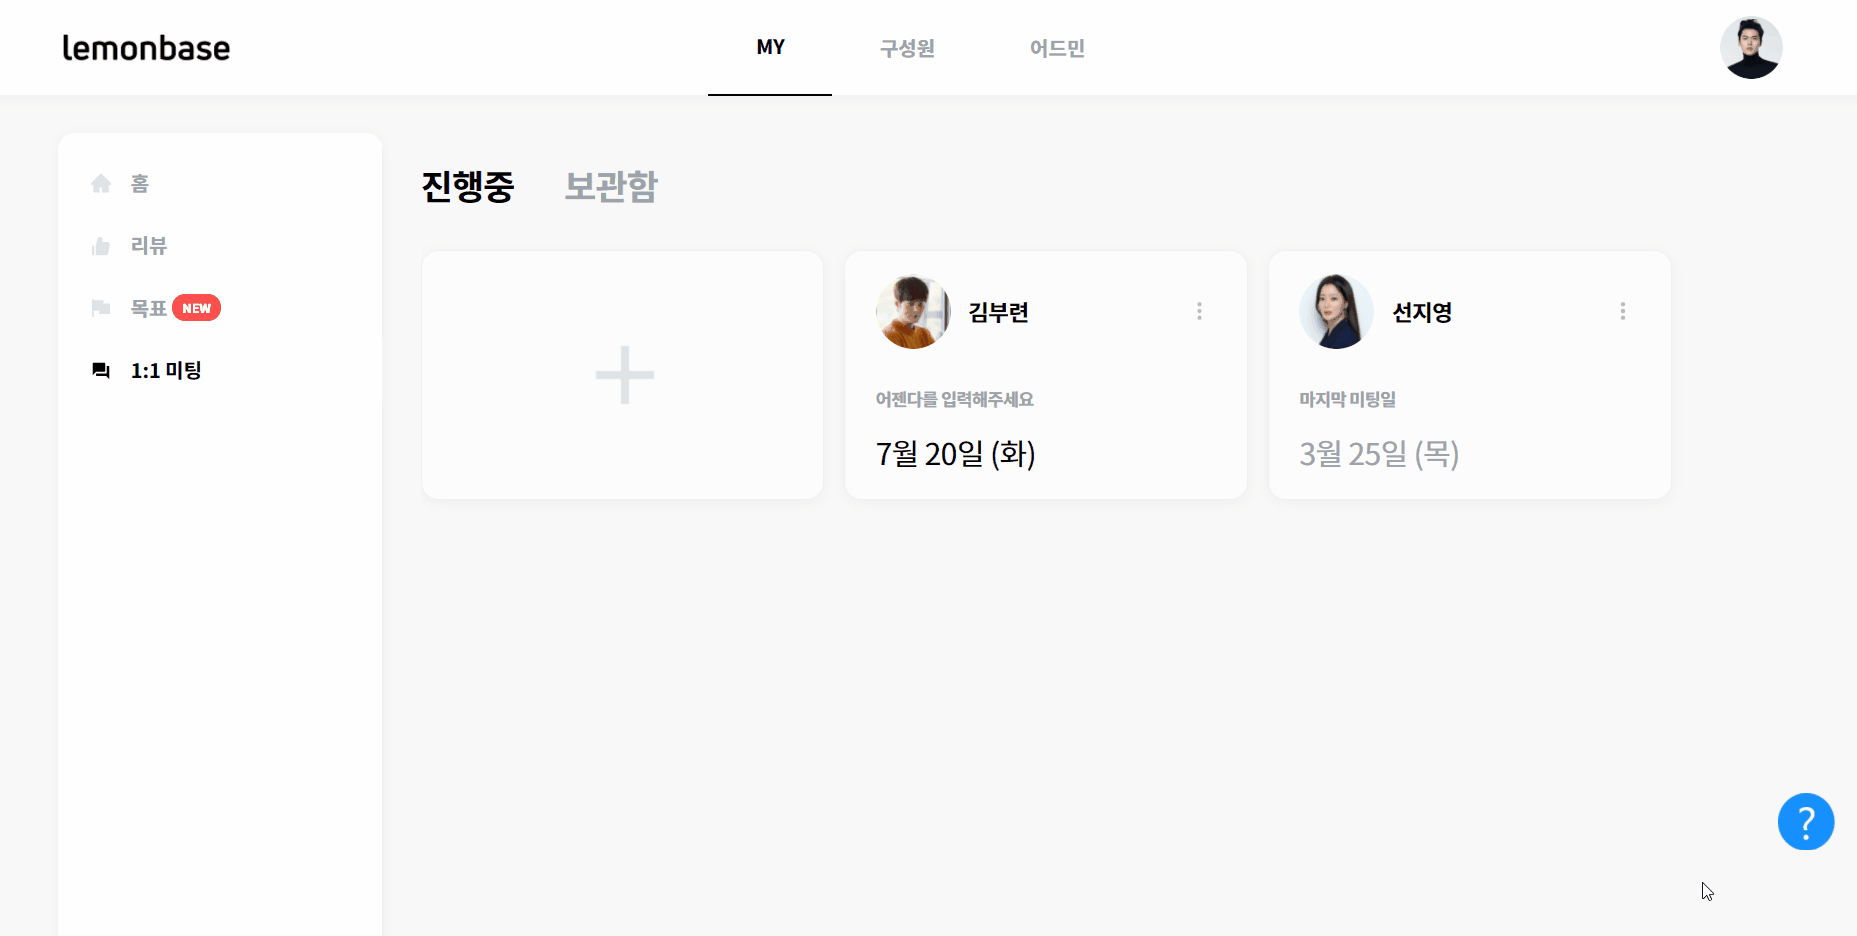 lemonbase
MY
구성원
어드민
홈
리뷰
목표 NEW
1:1 미팅
진행중
보관함
김부련
어젠다를 입력해주세요
7월 20일 (화)
선지영
마지막 미팅일
3월 25일 (목)
?